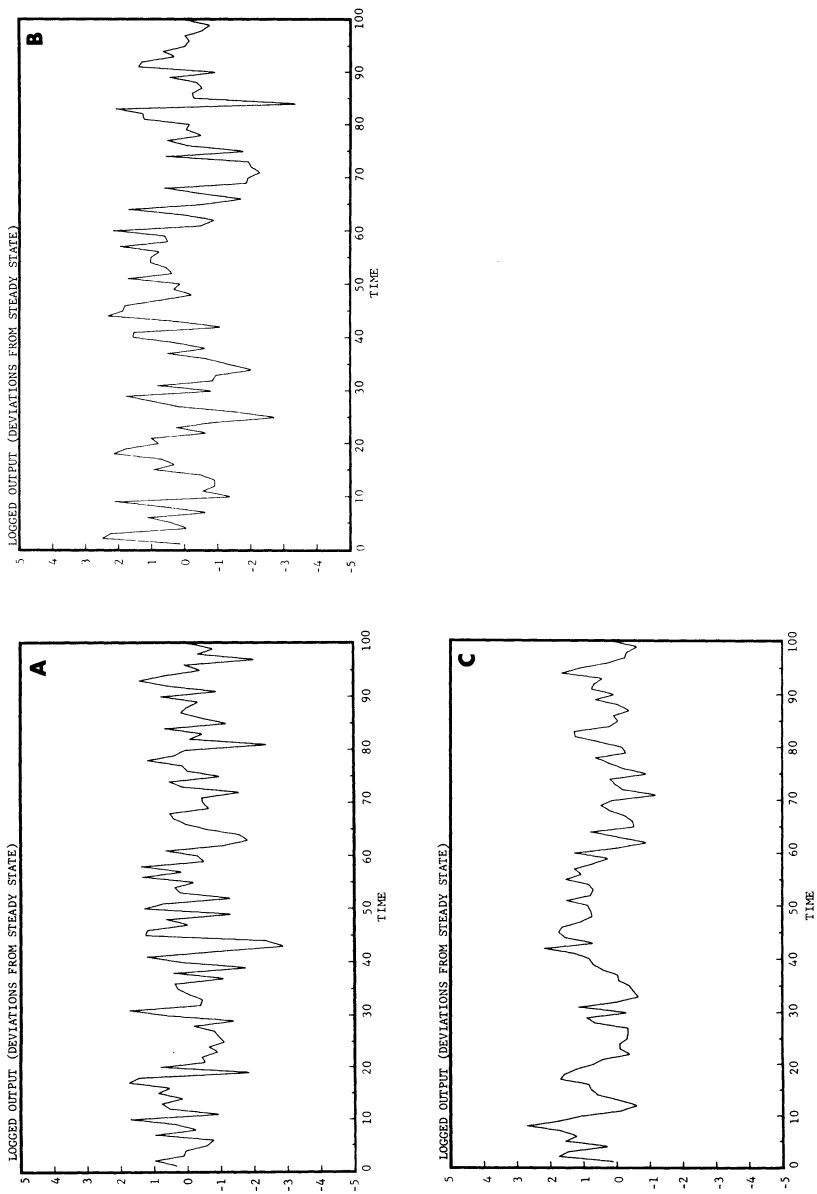 LOGGED OUTPUT (DEVIATIONS FROM STEADY STATE)
A
5
4
3
2
1
0
-1
-2
-3
-4
-5
0 10 20 30 40 50 60 70 80 90 100
TIME
LOGGED OUTPUT (DEVIATIONS FROM STEADY STATE)
B
5
4
3
2
1
0
-1
-2
-3
-4
-5
0 10 20 30 40 50 60 70 80 90 100
TIME
LOGGED OUTPUT (DEVIATIONS FROM STEADY STATE)
C
5
4
3
2
1
0
-1
-2
-3
-4
-5
0 10 20 30 40 50 60 70 80 90 100
TIME